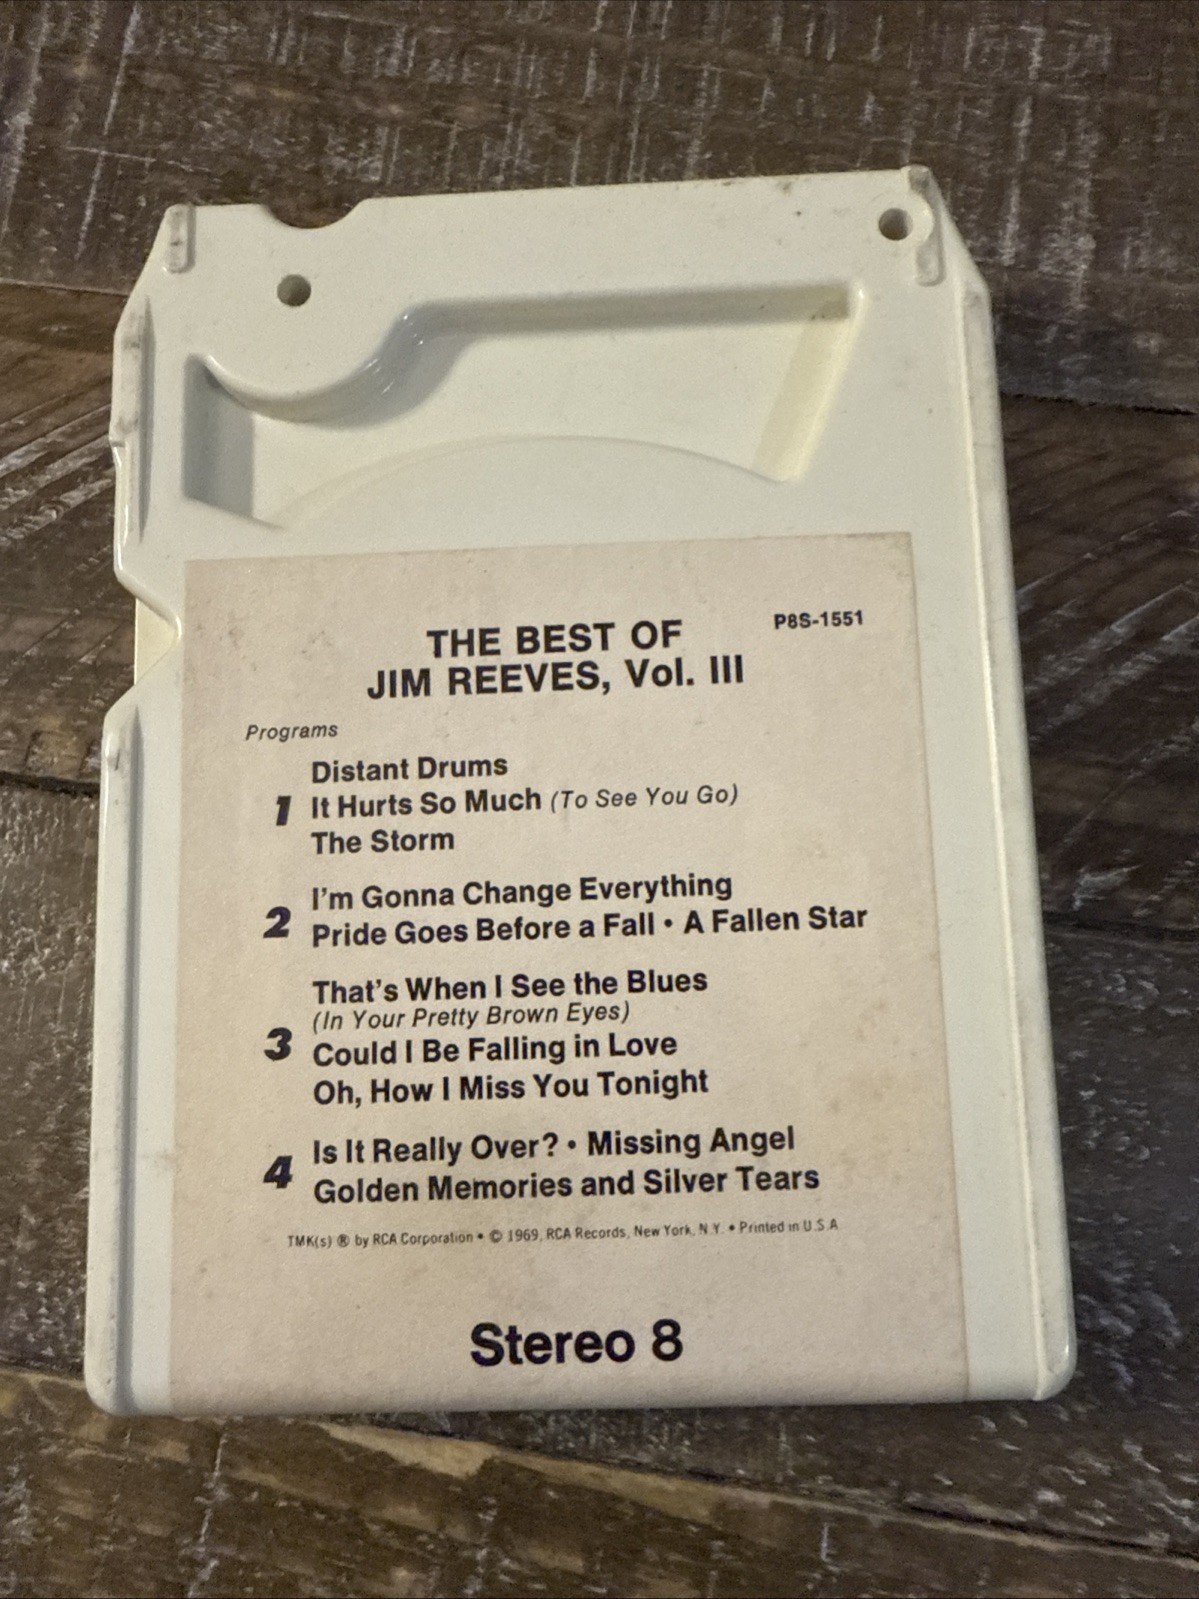 THE BEST OF
P8S-1551
JIM REEVES, Vol. III
Programs
1
Distant Drums
It Hurts So Much (To See You Go)
The Storm
2
I'm Gonna Change Everything
Pride Goes Before a Fall • A Fallen Star
3
That's When I See the Blues
(In Your Pretty Brown Eyes)
Could I Be Falling in Love
Oh, How I Miss You Tonight
4
Is It Really Over? • Missing Angel
Golden Memories and Silver Tears
TMK(s) ® by RCA Corporation • © 1969, RCA Records, New York, N.Y. • Printed in U.S.A.
Stereo 8